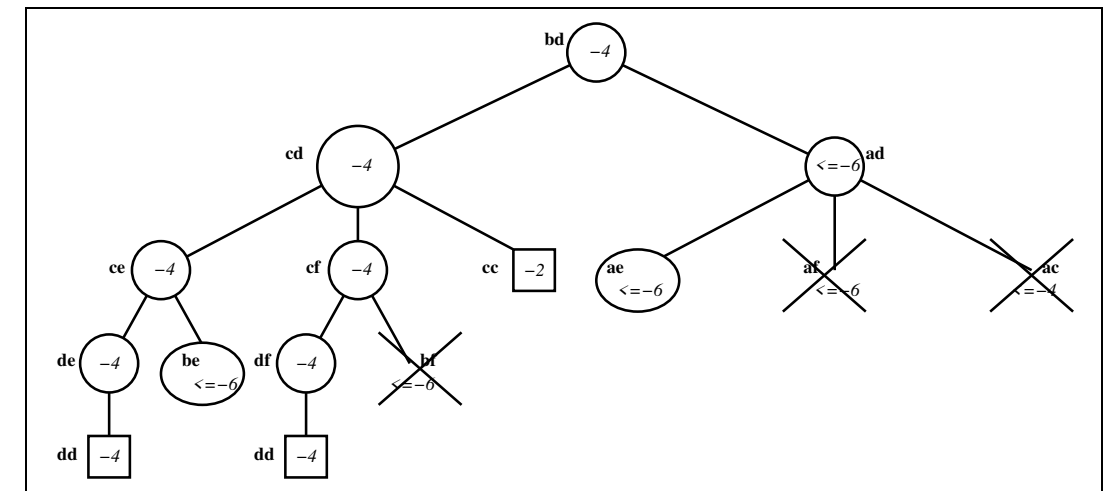 bd -4
cd -4
<=-6 ad
ce -4
cf -4
cc -2
ae <=-6
af <=-6
ac <=-4
de -4
be <=-6
df -4
bf <=-6
dd -4
dd -4